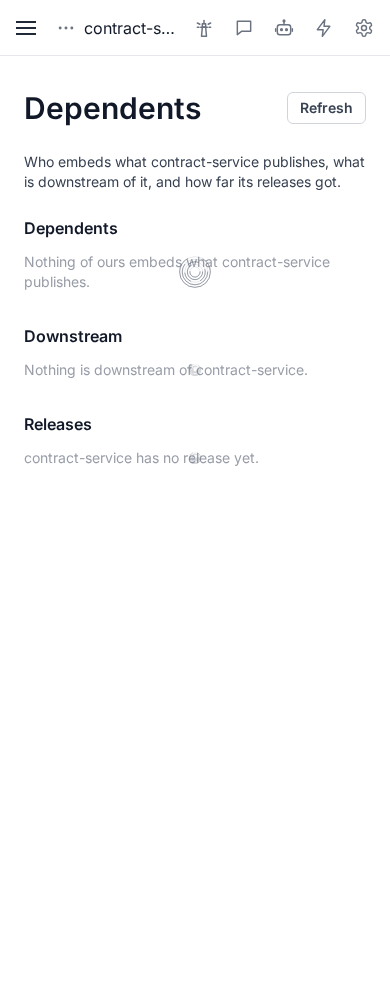 contract-s...
Dependents
Refresh
Who embeds what contract-service publishes, what
is downstream of it, and how far its releases got.
Dependents
Nothing of ours embeds what contract-service
publishes.
Downstream
Nothing is downstream of contract-service.
Releases
contract-service has no release yet.